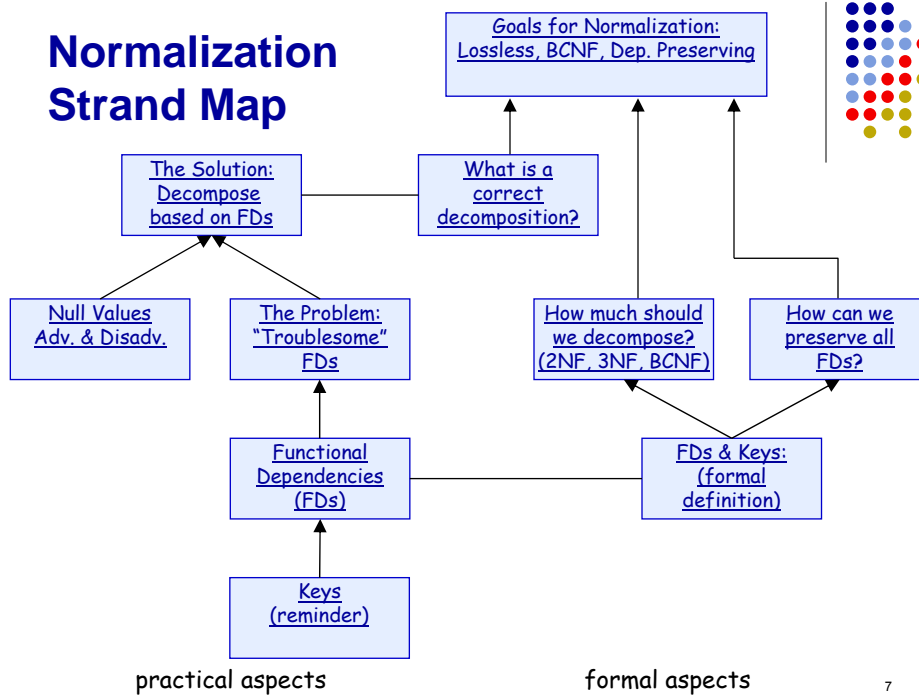 Normalization
Strand Map
Goals for Normalization:
Lossless, BCNF, Dep. Preserving
The Solution:
Decompose
based on FDs
What is a
correct
decomposition?
Null Values
Adv. & Disadv.
The Problem:
“Troublesome”
FDs
How much should
we decompose?
(2NF, 3NF, BCNF)
How can we
preserve all
FDs?
Functional
Dependencies
(FDs)
FDs & Keys:
(formal
definition)
Keys
(reminder)
practical aspects
formal aspects
7